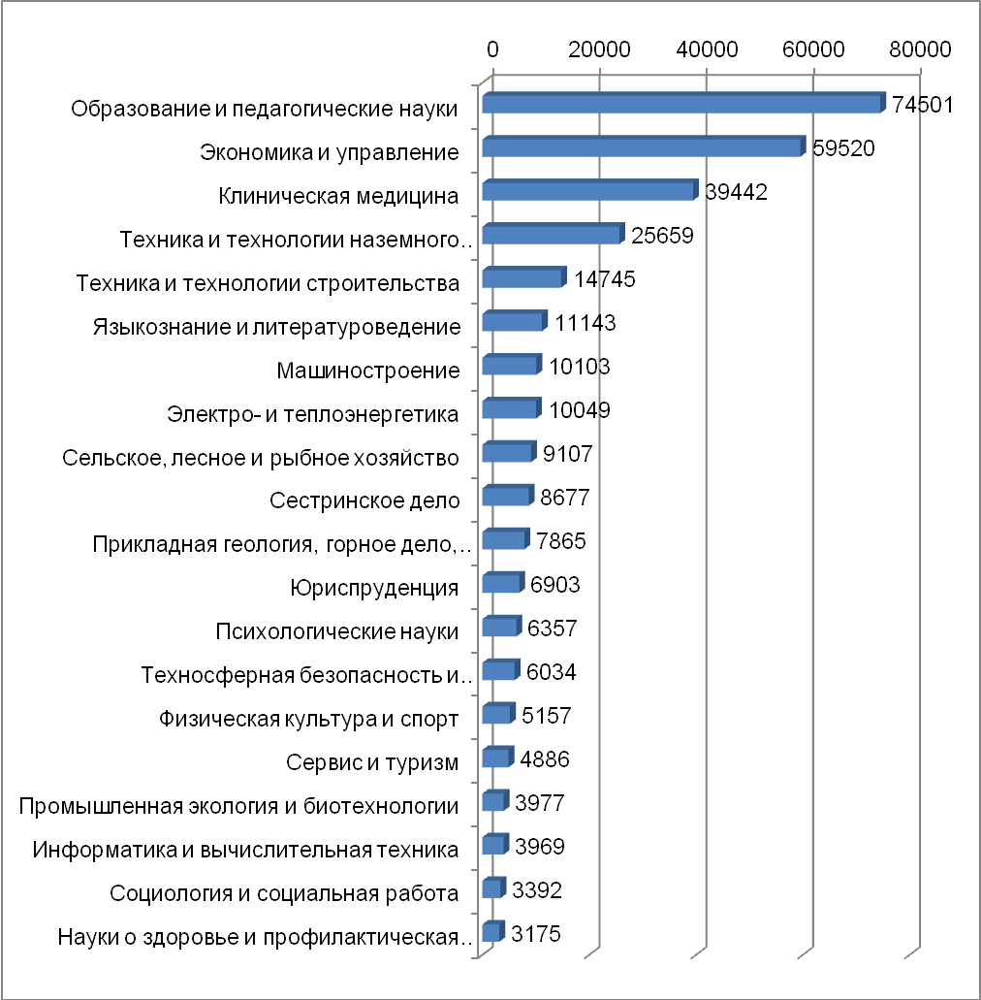 0 20000 40000 60000 80000
Образование и педагогические науки 74501
Экономика и управление 59520
Клиническая медицина 39442
Техника и технологии наземного.. 25659
Техника и технологии строительства 14745
Языкознание и литературоведение 11143
Машиностроение 10103
Электро- и теплоэнергетика 10049
Сельское, лесное и рыбное хозяйство 9107
Сестринское дело 8677
Прикладная геология, горное дело,.. 7865
Юриспруденция 6903
Психологические науки 6357
Техносферная безопасность и.. 6034
Физическая культура и спорт 5157
Сервис и туризм 4886
Промышленная экология и биотехнологии 3977
Информатика и вычислительная техника 3969
Социология и социальная работа 3392
Науки о здоровье и профилактическая.. 3175